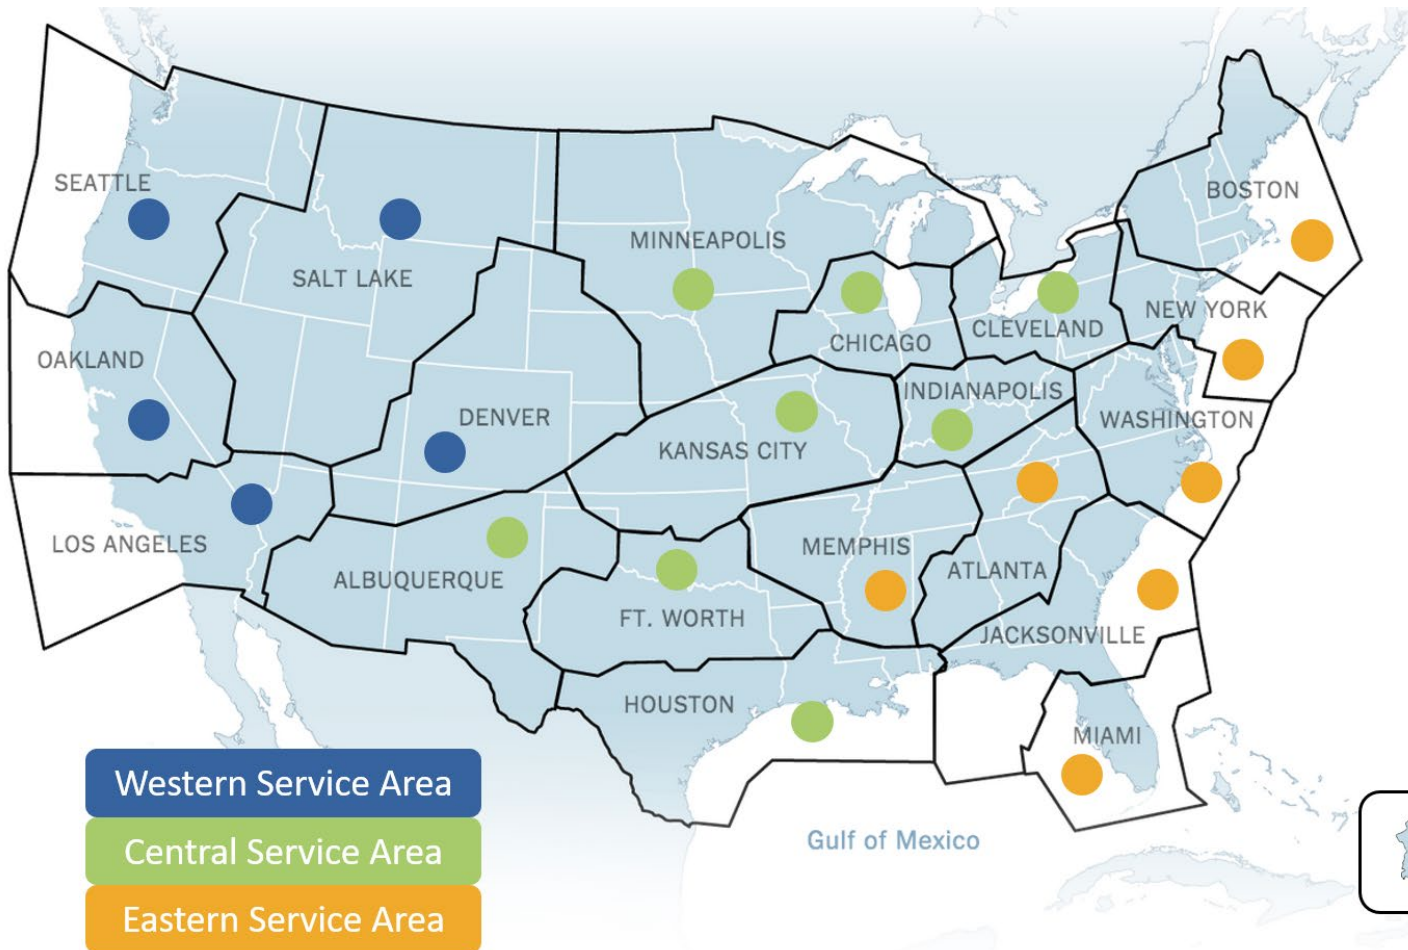 SEATTLE
BOSTON
MINNEAPOLIS
SALT LAKE
NEW YORK
CLEVELAND
CHICAGO
OAKLAND
INDIANAPOLIS
DENVER
WASHINGTON
KANSAS CITY
LOS ANGELES
MEMPHIS
ATLANTA
ALBUQUERQUE
FT. WORTH
JACKSONVILLE
HOUSTON
MIAMI
Western Service Area
Central Service Area
Eastern Service Area
Gulf of Mexico